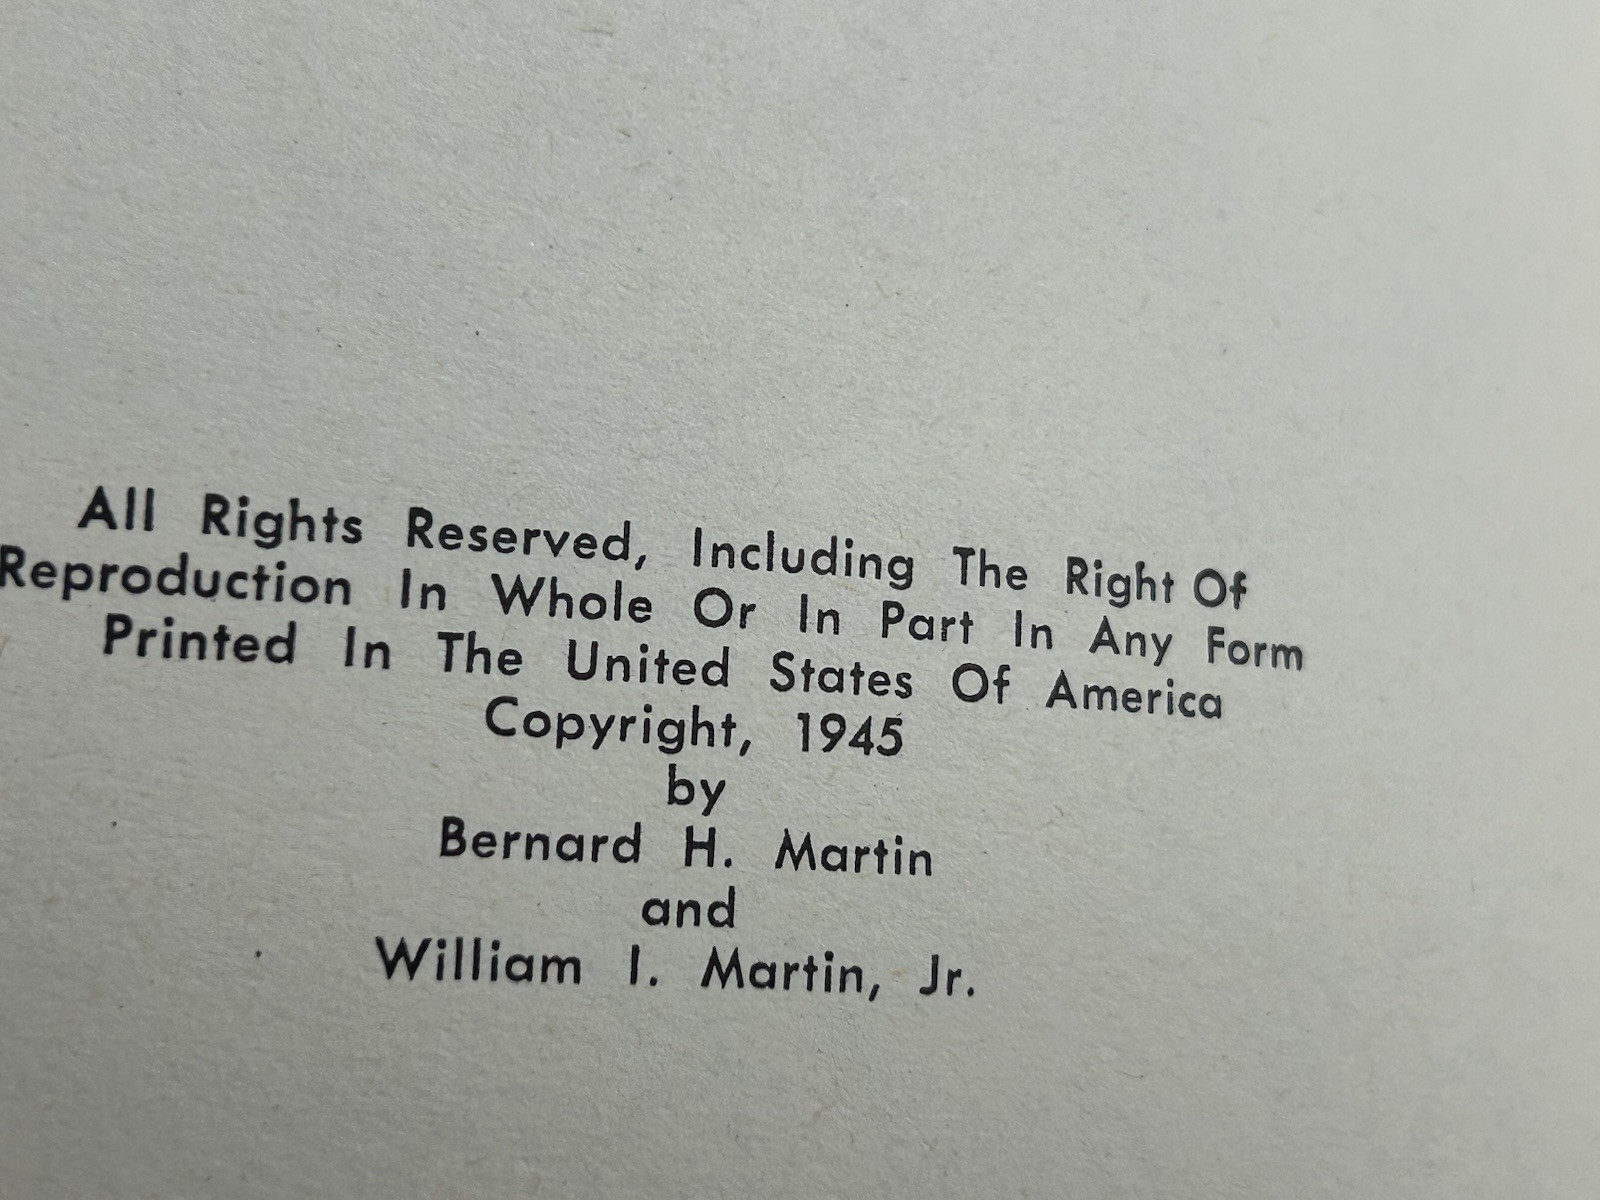 All Rights Reserved, Including The Right Of
Reproduction In Whole Or In Part In Any Form
Printed In The United States Of America
Copyright, 1945
by
Bernard H. Martin
and
William I. Martin, Jr.